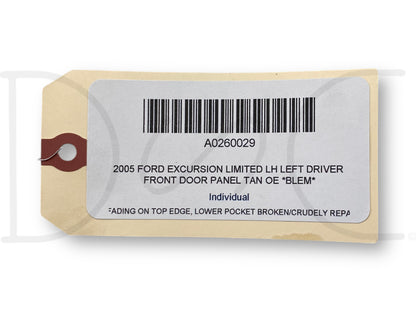 A0260029
2005 FORD EXCURSION LIMITED LH LEFT DRIVER
FRONT DOOR PANEL TAN OE *BLEM*
Individual
FADING ON TOP EDGE, LOWER POCKET BROKEN/CRUDELY REPA